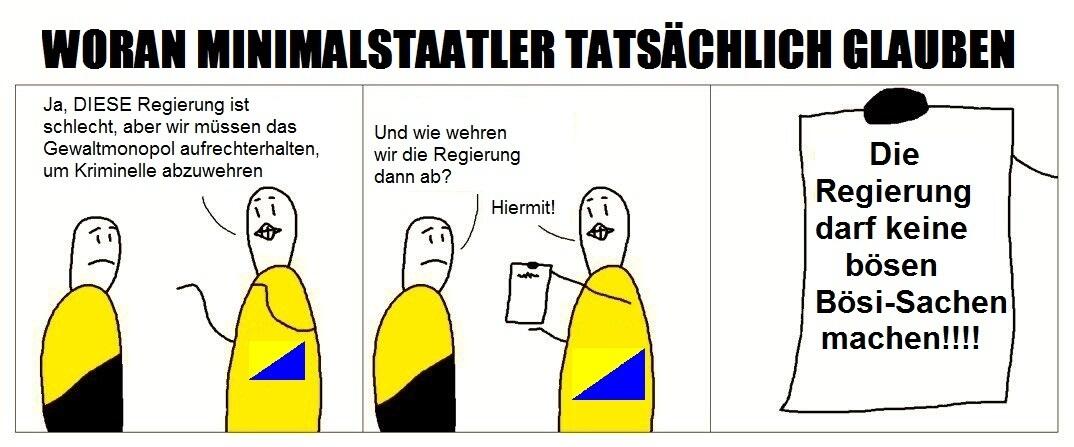 WORAN MINIMALSTAATLER TATSÄCHLICH GLAUBEN
Ja, DIESE Regierung ist
schlecht, aber wir müssen das
Gewaltmonopol aufrechterhalten,
um Kriminelle abzuwehren
Und wie wehren
wir die Regierung
dann ab?
Hiermit!
Die
Regierung
darf keine
bösen
Bösi-Sachen
machen!!!!